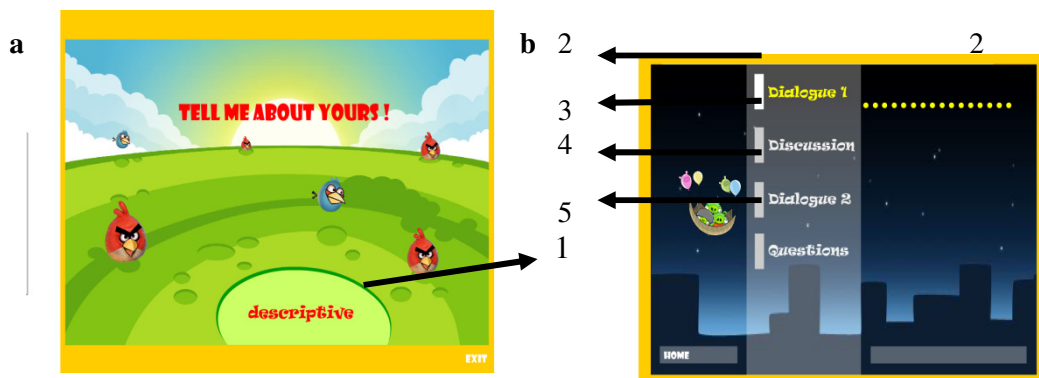 a
TELL ME ABOUT YOURS !
descriptive
EXIT
b
2
3
4
5
1
2
Dialogue 1
Discussion
Dialogue 2
Questions
HOME